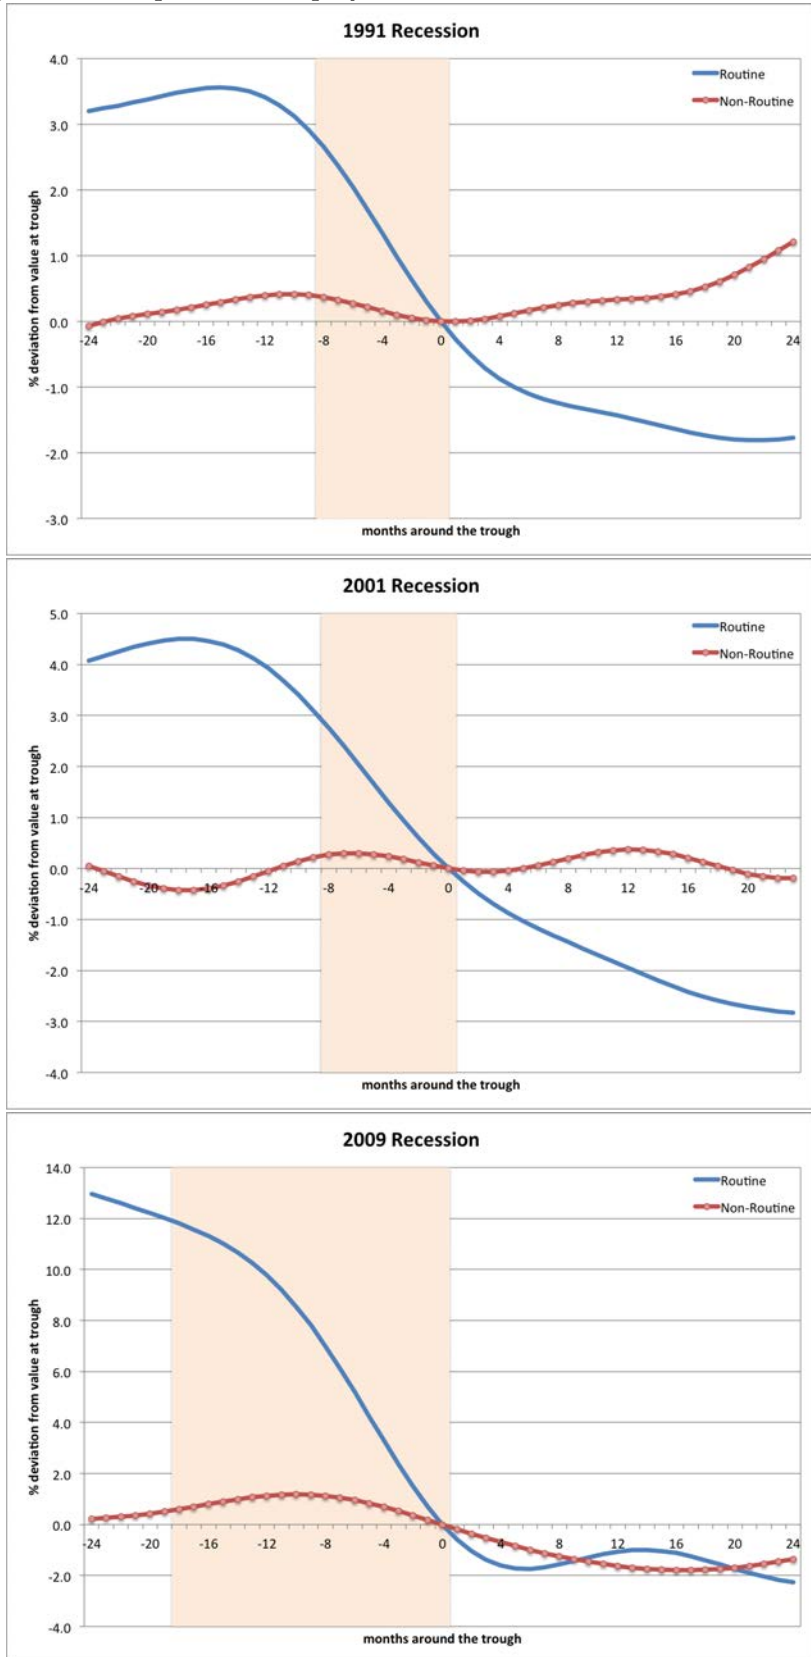 1991 Recession
4.0
Routine
Non-Routine
3.0
2.0
1.0
0.0
-24 -20 -16 -12 -8 -4 0 4 8 12 16 20 24
-1.0
-2.0
-3.0
% deviation from value at trough
months around the trough
2001 Recession
5.0
Routine
Non-Routine
4.0
3.0
2.0
1.0
0.0
-24 -20 -16 -12 -8 -4 0 4 8 12 16 20
-1.0
-2.0
-3.0
-4.0
% deviation from value at trough
months around the trough
2009 Recession
14.0
Routine
Non-Routine
12.0
10.0
8.0
6.0
4.0
2.0
0.0
-24 -20 -16 -12 -8 -4 0 4 8 12 16 20 24
-2.0
-4.0
% deviation from value at trough
months around the trough